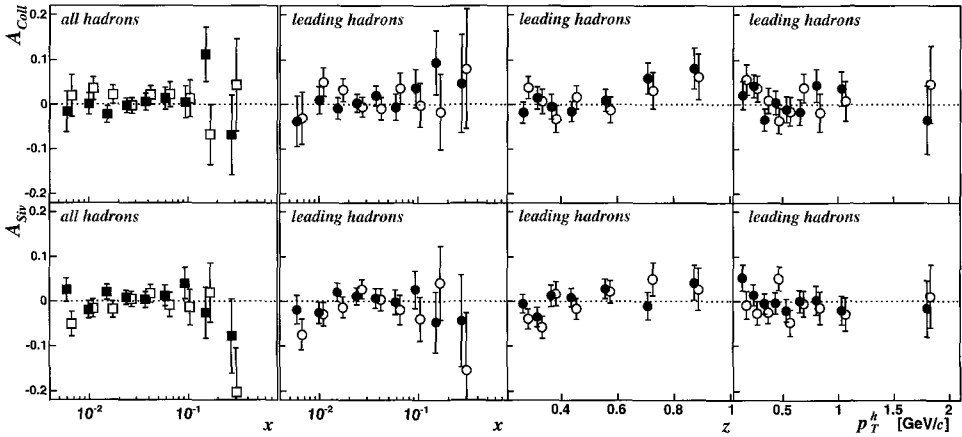 all hadrons
leading hadrons
leading hadrons
leading hadrons
A_Coll
0.2
0.1
0
-0.1
-0.2
all hadrons
leading hadrons
leading hadrons
leading hadrons
A_Siv
0.2
0.1
0
-0.1
-0.2
10^-2 10^-1 x
10^-2 10^-1 x
0.4 0.6 0.8 1 z
0.5 1 1.5 2 p_T^h [GeV/c]